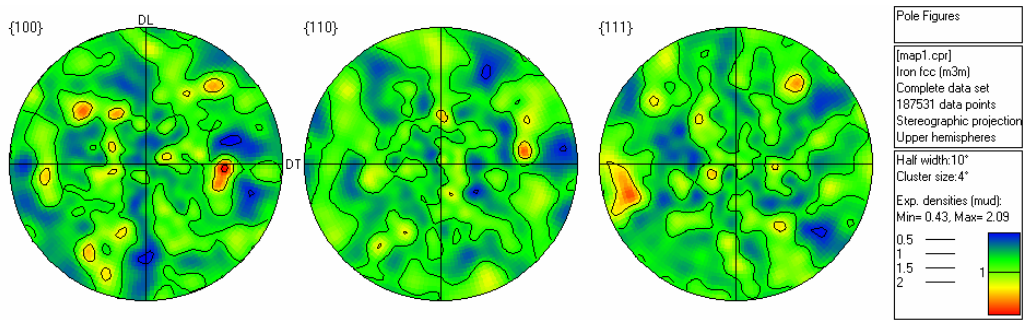 {100}
DL
DT
{110}
{111}
Pole Figures
[map1.cpr]
Iron fcc (m3m)
Complete data set
187531 data points
Stereographic projection
Upper hemispheres
Half width:10°
Cluster size:4°
Exp. densities (mud):
Min= 0.43, Max= 2.09
0.5
1
1.5
2
1